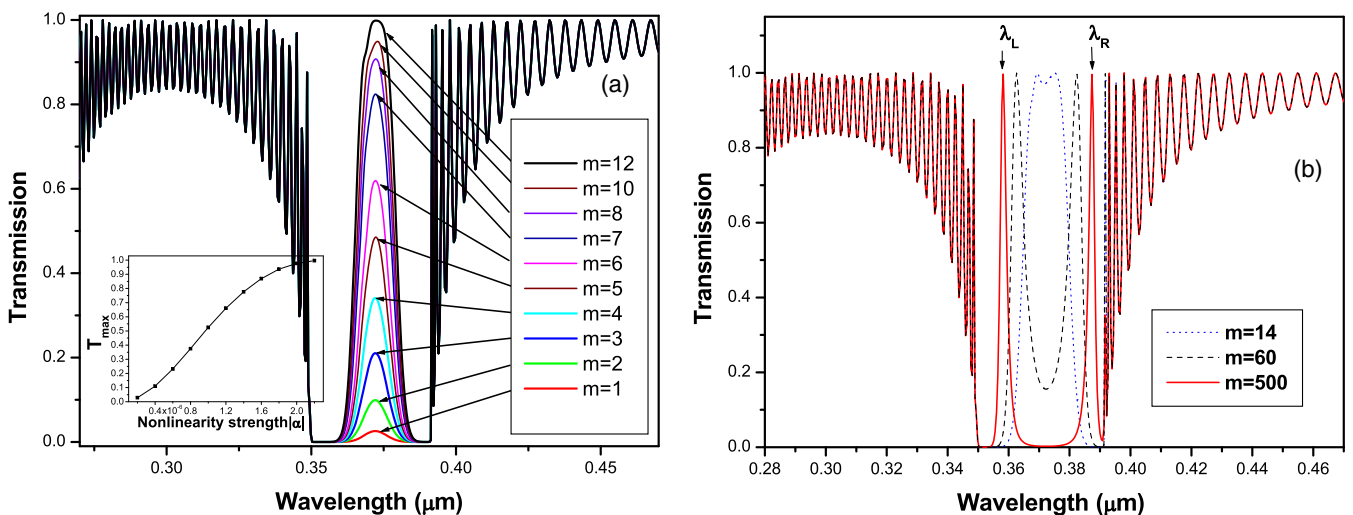 1.0
0.8
0.6
0.4
0.2
0.0
Transmission
(a)
m=12
m=10
m=8
m=7
m=6
m=5
m=4
m=3
m=2
m=1
1.0
0.9
0.8
0.7
0.6
0.5
0.4
0.3
0.2
0.1
0.0
T_max
0.4×10⁻⁶ 0.8 1.2 1.6 2.0
Nonlinearity strength|α|
0.30 0.35 0.40 0.45
Wavelength (μm)
λ_L λ_R
1.0
0.8
0.6
0.4
0.2
0.0
Transmission
(b)
m=14
m=60
m=500
0.28 0.30 0.32 0.34 0.36 0.38 0.40 0.42 0.44 0.46
Wavelength (μm)